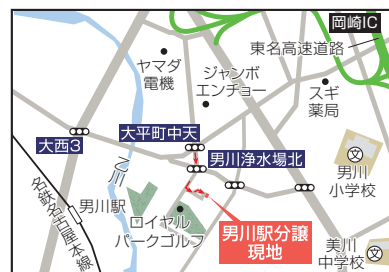 岡崎IC
東名高速道路
ヤマダ
電機
ジャンボ
エンチョー
スギ
薬局
大西3
大平町中天
男川浄水場北
乙川
文
男川
小学校
名鉄名古屋本線
男川駅
ロイヤル
パークゴルフ
男川駅分譲
現地
文
美川
中学校